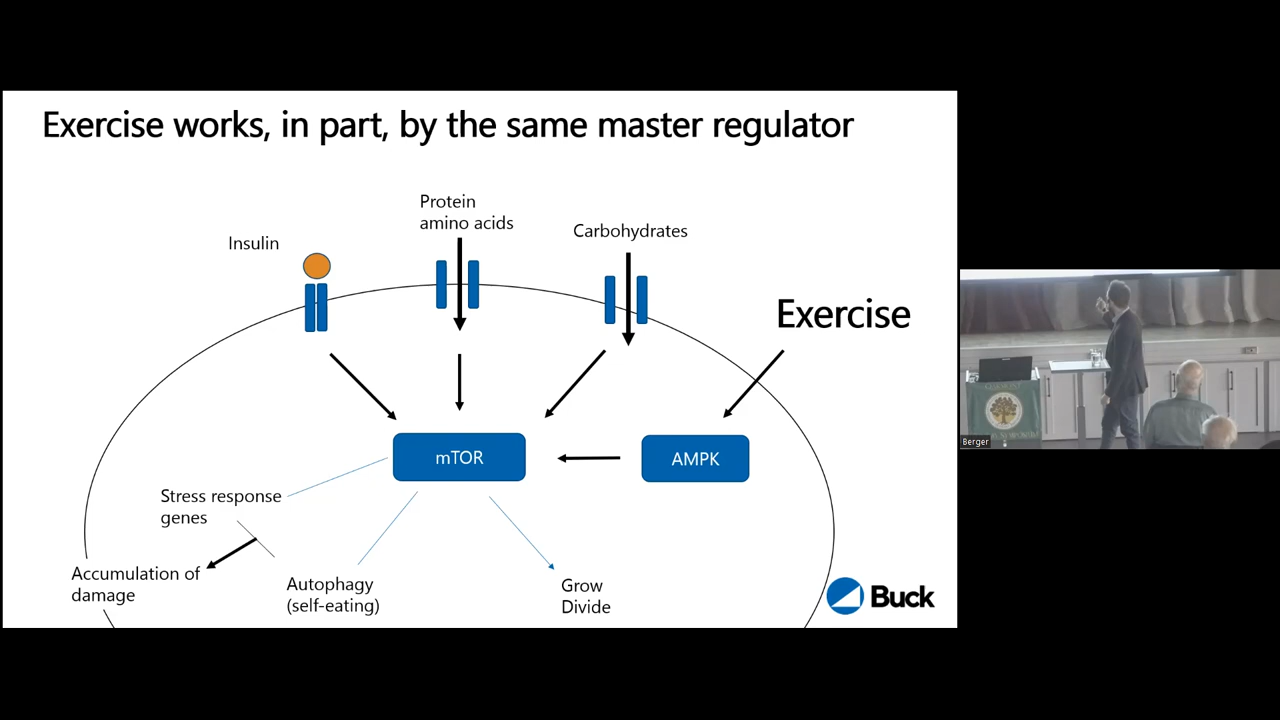 Exercise works, in part, by the same master regulator
Protein
amino acids
Insulin
Carbohydrates
Exercise
mTOR
AMPK
Stress response
genes
Accumulation of
damage
Autophagy
(self-eating)
Grow
Divide
Buck
Berger